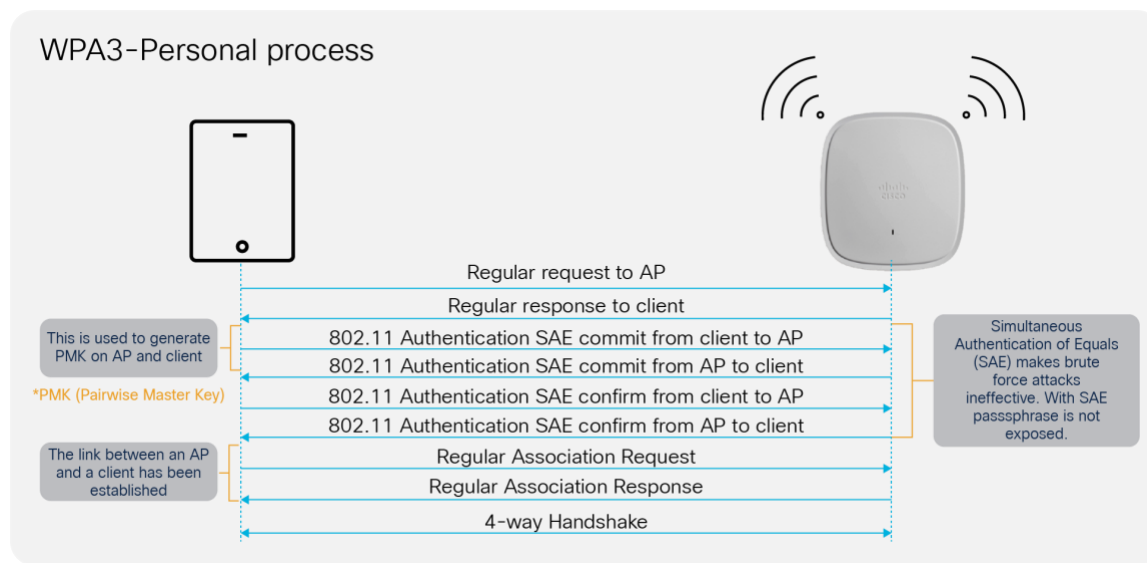 WPA3-Personal process
cisco
Regular request to AP
Regular response to client
This is used to generate
PMK on AP and client
*PMK (Pairwise Master Key)
802.11 Authentication SAE commit from client to AP
802.11 Authentication SAE commit from AP to client
802.11 Authentication SAE confirm from client to AP
802.11 Authentication SAE confirm from AP to client
Simultaneous
Authentication of Equals
(SAE) makes brute
force attacks
ineffective. With SAE
passsphrase is not
exposed.
The link between an AP
and a client has been
established
Regular Association Request
Regular Association Response
4-way Handshake